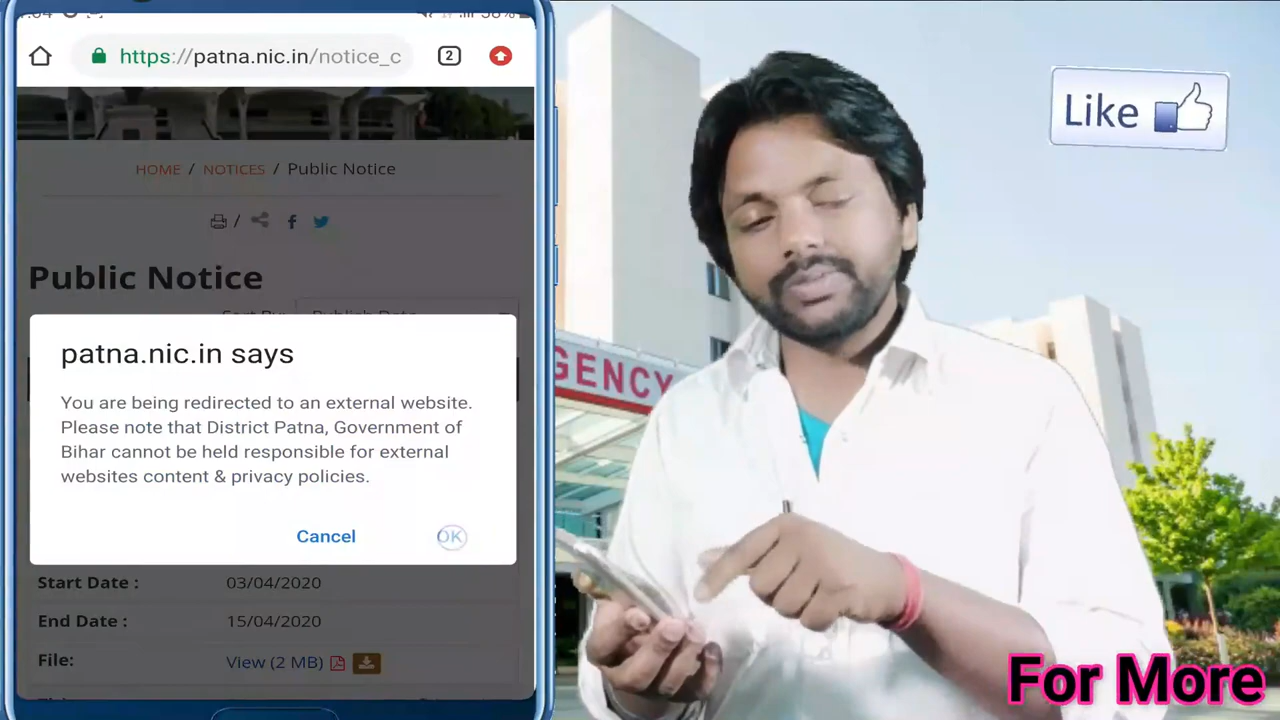 https://patna.nic.in/notice_c
2
HOME / NOTICES / Public Notice
/
Public Notice
patna.nic.in says
You are being redirected to an external website.
Please note that District Patna, Government of
Bihar cannot be held responsible for external
websites content & privacy policies.
Cancel OK
Start Date : 03/04/2020
End Date : 15/04/2020
File: View (2 MB)
GENCY
Like
For More